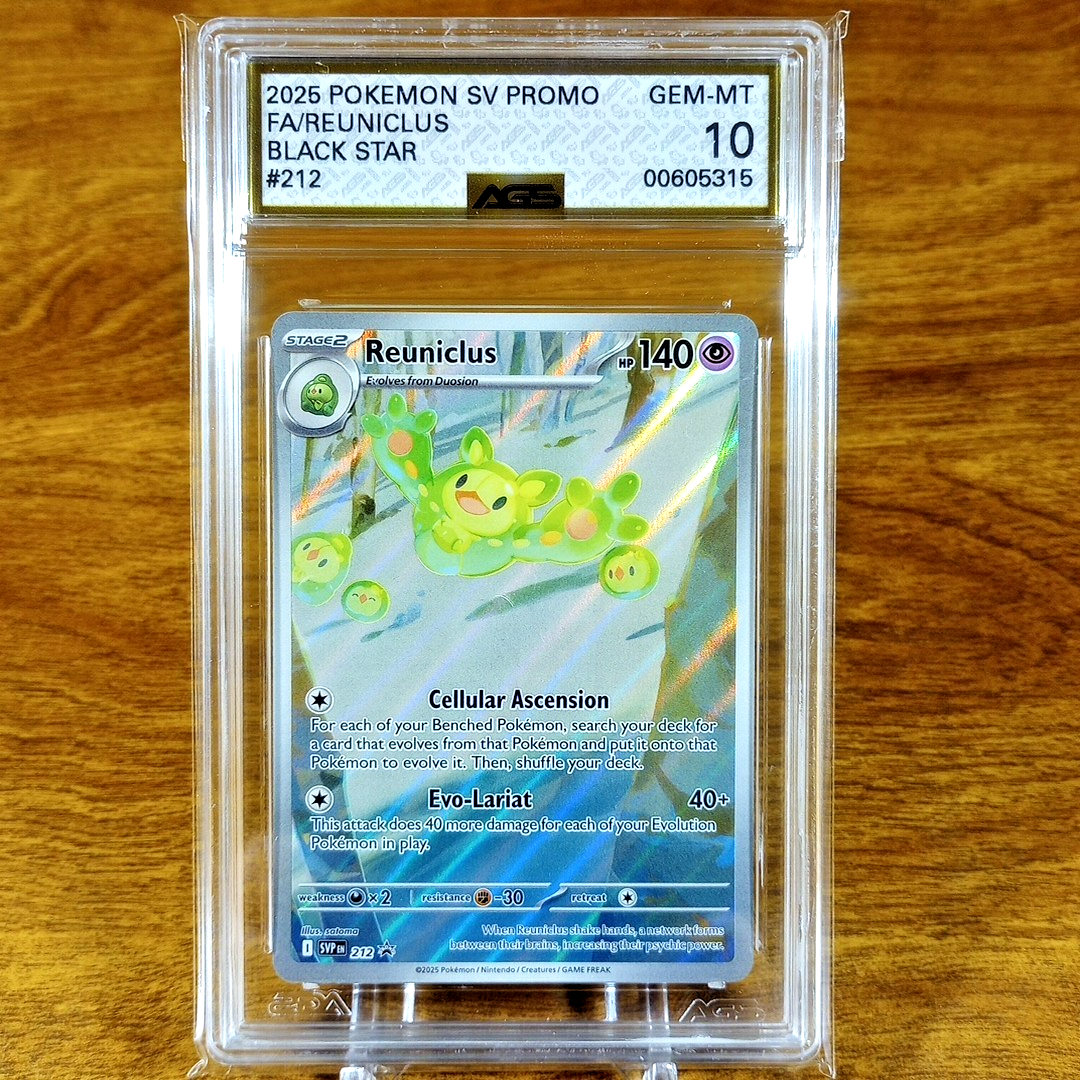 2025 POKEMON SV PROMO GEM-MT
FA/REUNICLUS
BLACK STAR 10
#212 AGS 00605315
STAGE2 Reuniclus HP 140
Evolves from Duosion
Cellular Ascension
For each of your Benched Pokémon, search your deck for
a card that evolves from that Pokémon and put it onto that
Pokémon to evolve it. Then, shuffle your deck.
Evo-Lariat 40+
This attack does 40 more damage for each of your Evolution
Pokémon in play.
weakness ×2 resistance -30 retreat
Illus. satoma
When Reuniclus shake hands, a network forms
between their brains, increasing their psychic power.
I SVP EN 212
©2025 Pokémon / Nintendo / Creatures / GAME FREAK
AGS AGS